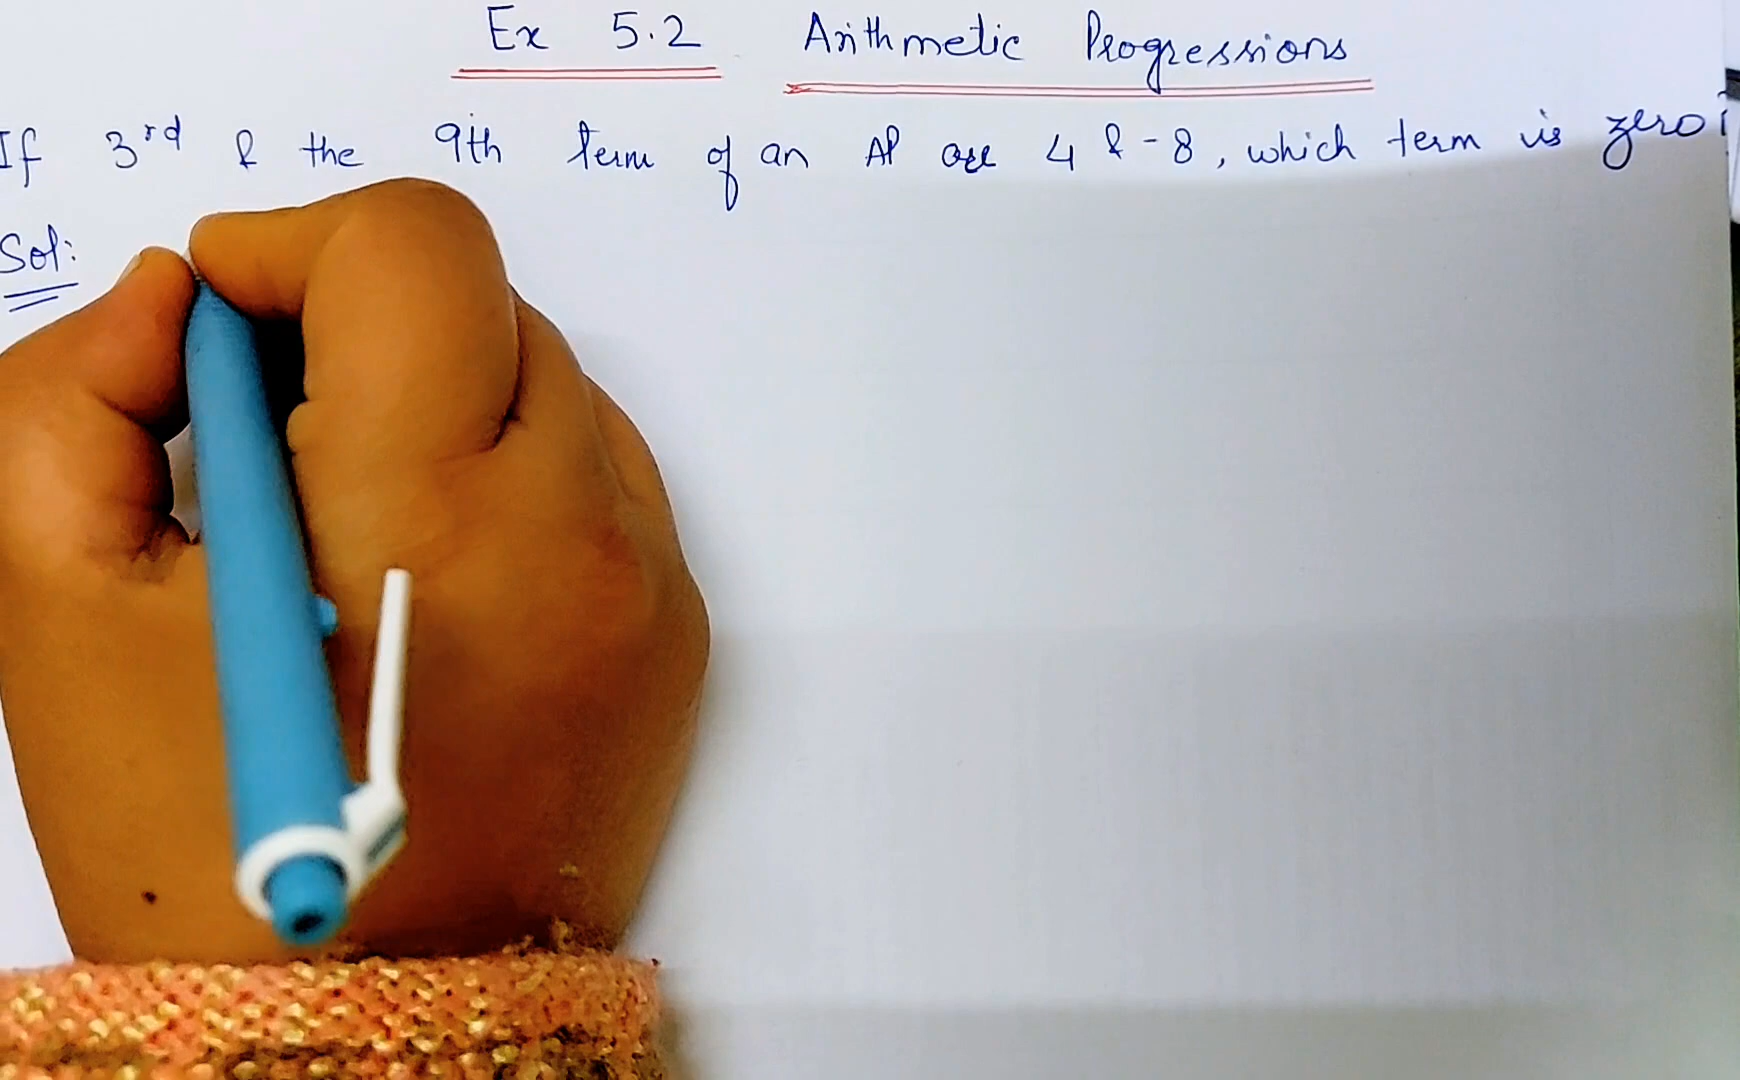 Ex 5.2 Arithmetic Progressions
If 3rd & the 9th term of an AP are 4 & -8, which term is zero?
Sol: